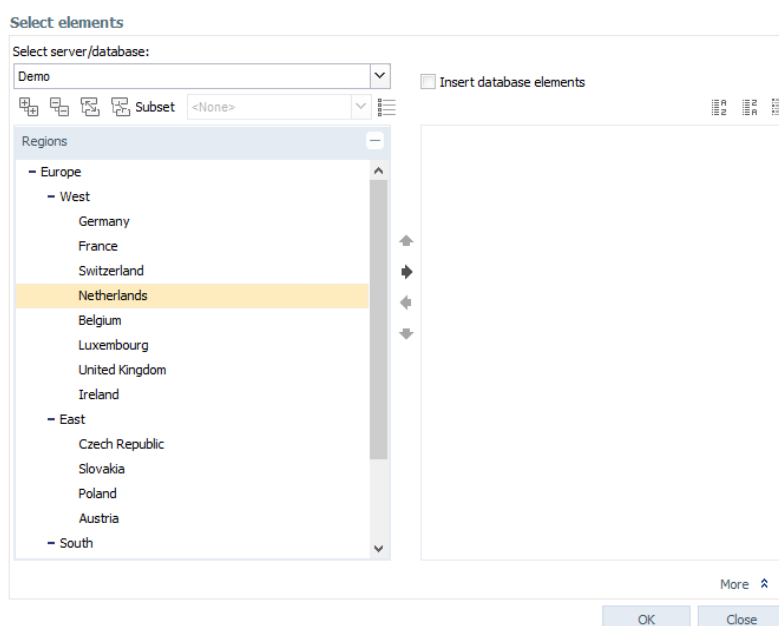 Select elements
Select server/database:
Demo
Insert database elements
Subset <None>
Regions
Europe
West
Germany
France
Switzerland
Netherlands
Belgium
Luxembourg
United Kingdom
Ireland
East
Czech Republic
Slovakia
Poland
Austria
South
More
OK Close